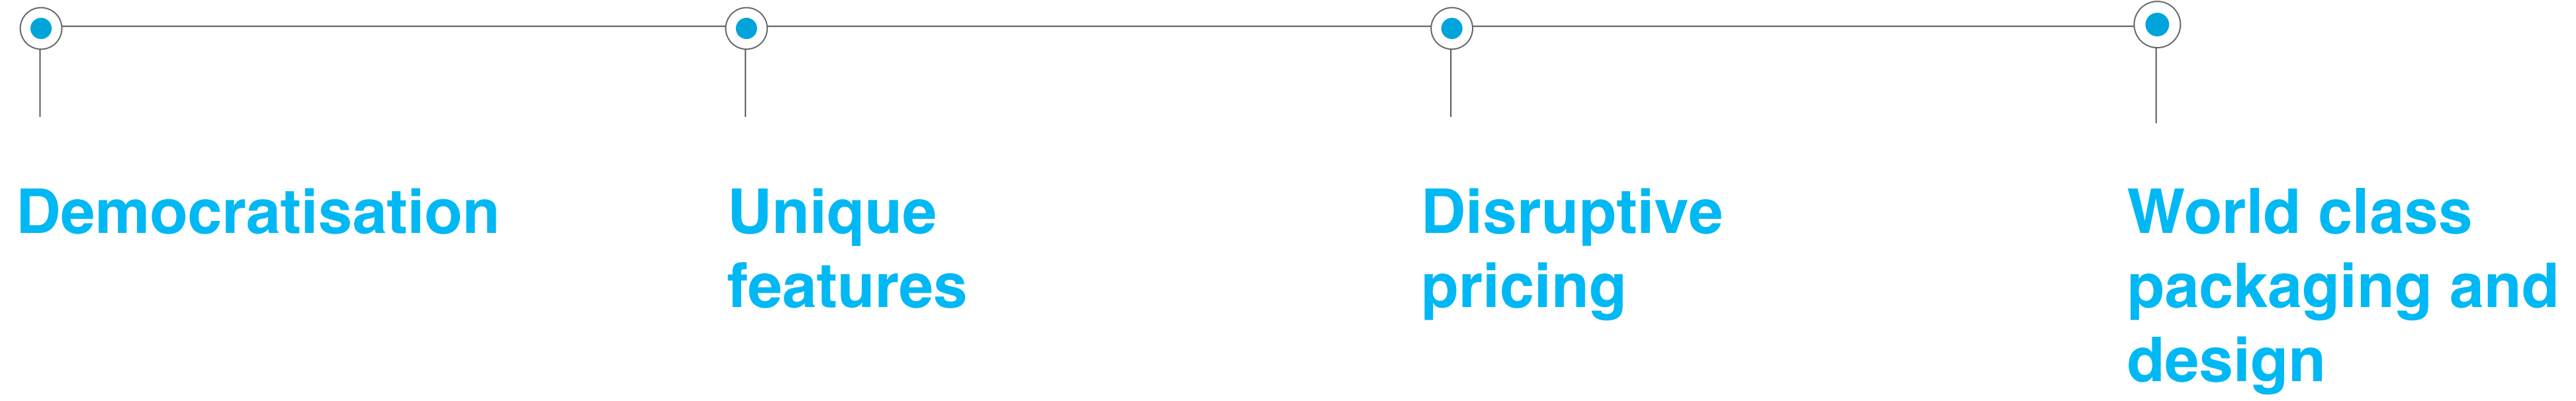 Democratisation
Unique
features
Disruptive
pricing
World class
packaging and
design